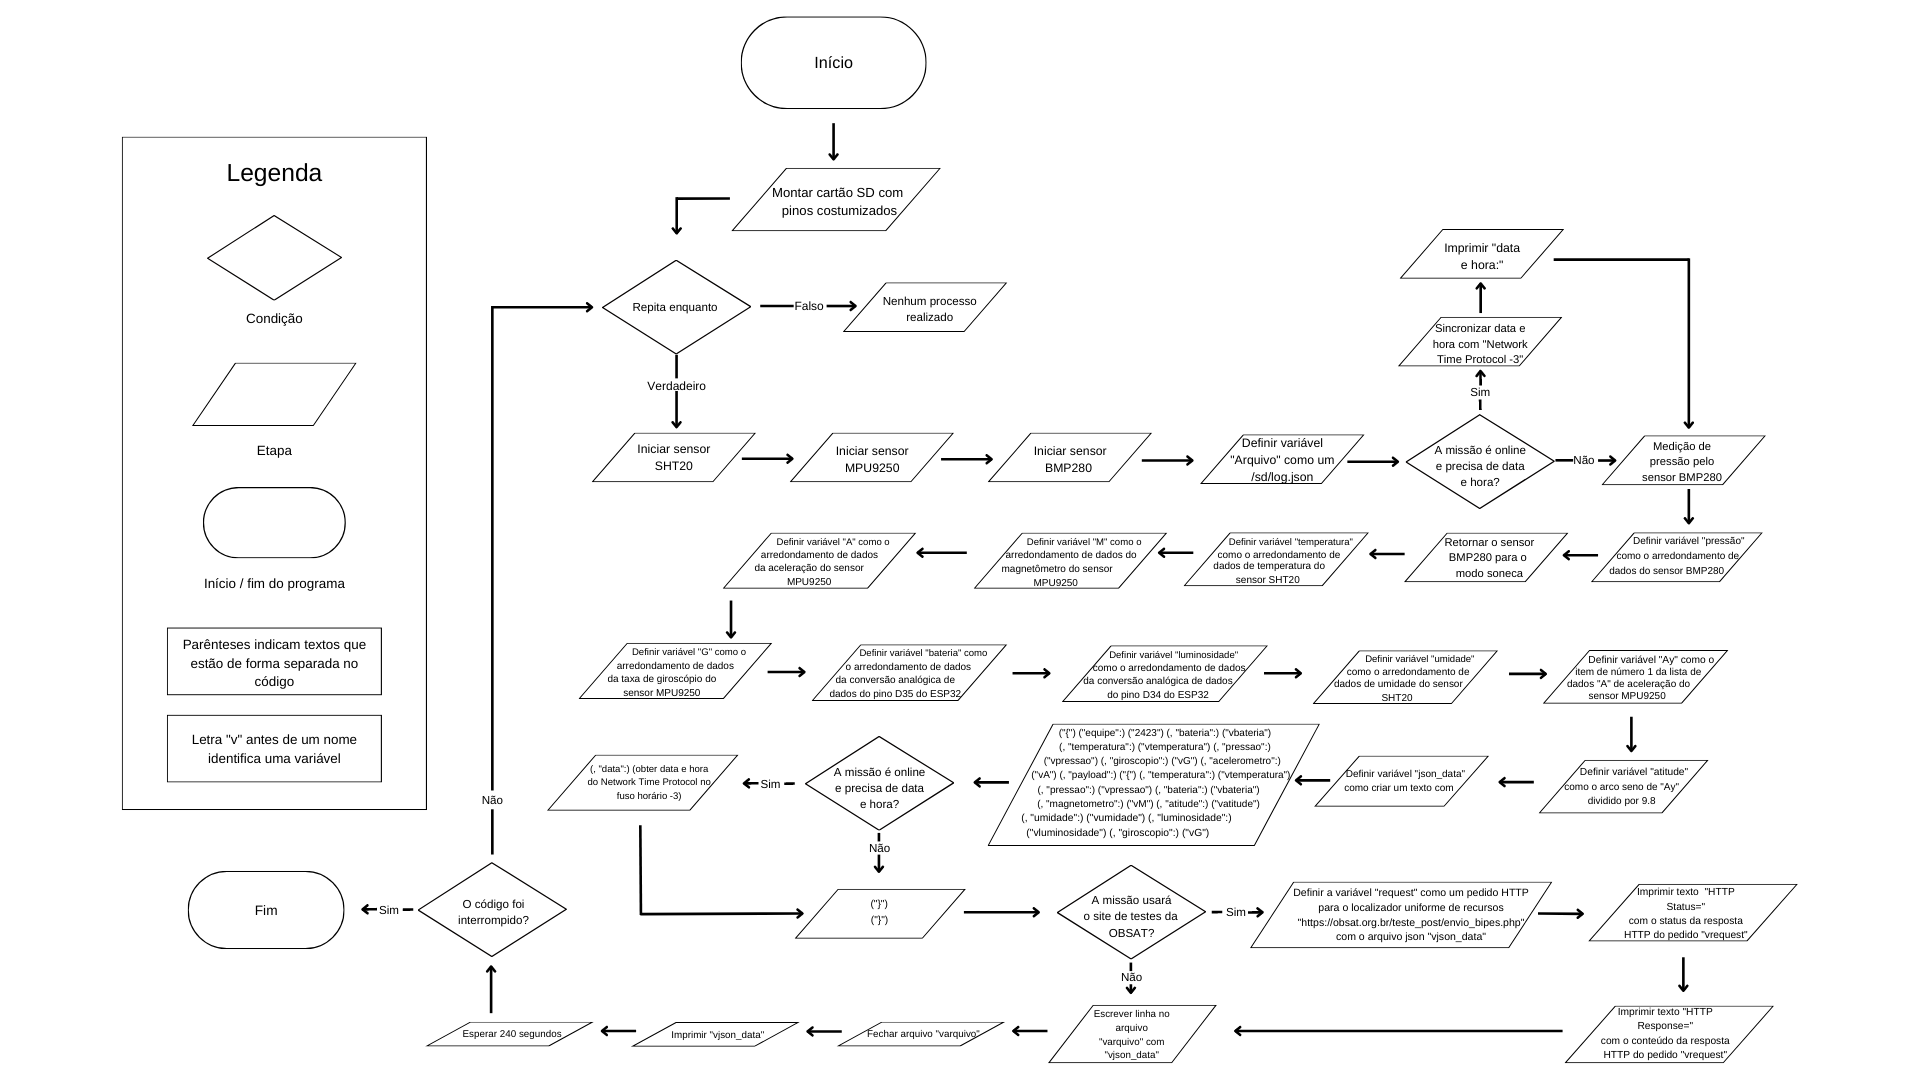 Início
Legenda
Condição
Etapa
Início / fim do programa
Parênteses indicam textos que
estão de forma separada no
código
Letra "v" antes de um nome
identifica uma variável
Montar cartão SD com
pinos costumizados
Repita enquanto
Falso
Nenhum processo
realizado
Verdadeiro
Iniciar sensor
SHT20
Iniciar sensor
MPU9250
Iniciar sensor
BMP280
Definir variável
"Arquivo" como um
/sd/log.json
A missão é online
e precisa de data
e hora?
Sim
Sincronizar data e
hora com "Network
Time Protocol -3"
Imprimir "data
e hora:"
Não
Medição de
pressão pelo
sensor BMP280
Definir variável "pressão"
como o arredondamento de
dados do sensor BMP280
Retornar o sensor
BMP280 para o
modo soneca
Definir variável "temperatura"
como o arredondamento de
dados de temperatura do
sensor SHT20
Definir variável "M" como o
arredondamento de dados do
magnetômetro do sensor
MPU9250
Definir variável "A" como o
arredondamento de dados
da aceleração do sensor
MPU9250
Definir variável "G" como o
arredondamento de dados
da taxa de giroscópio do
sensor MPU9250
Definir variável "bateria" como
o arredondamento de dados
da conversão analógica de
dados do pino D35 do ESP32
Definir variável "luminosidade"
como o arredondamento de dados
da conversão analógica de dados
do pino D34 do ESP32
Definir variável "umidade"
como o arredondamento de
dados de umidade do sensor
SHT20
Definir variável "Ay" como o
item de número 1 da lista de
dados "A" de aceleração do
sensor MPU9250
Definir variável "atitude"
como o arco seno de "Ay"
dividido por 9.8
Definir variável "json_data"
como criar um texto com
("{") ("equipe":) ("2423") (, "bateria":) ("vbateria")
(, "temperatura":) ("vtemperatura") (, "pressao":)
("vpressao") (, "giroscopio":) ("vG") (, "acelerometro":)
("vA") (, "payload":) ("{") (, "temperatura":) ("vtemperatura")
(, "pressao":) ("vpressao") (, "bateria":) ("vbateria")
(, "magnetometro":) ("vM") (, "atitude":) ("vatitude")
(, "umidade":) ("vumidade") (, "luminosidade":)
("vluminosidade") (, "giroscopio":) ("vG")
A missão é online
e precisa de data
e hora?
Sim
(, "data":) (obter data e hora
do Network Time Protocol no
fuso horário -3)
Não
("}")
("}")
A missão usará
o site de testes da
OBSAT?
Sim
Definir a variável "request" como um pedido HTTP
para o localizador uniforme de recursos
"https://obsat.org.br/teste_post/envio_bipes.php"
com o arquivo json "vjson_data"
Imprimir texto  "HTTP
Status="
com o status da resposta
HTTP do pedido "vrequest"
Imprimir texto "HTTP
Response="
com o conteúdo da resposta
HTTP do pedido "vrequest"
Não
Escrever linha no
arquivo
"varquivo" com
"vjson_data"
Fechar arquivo "varquivo"
Imprimir "vjson_data"
Esperar 240 segundos
O código foi
interrompido?
Não
Sim
Fim